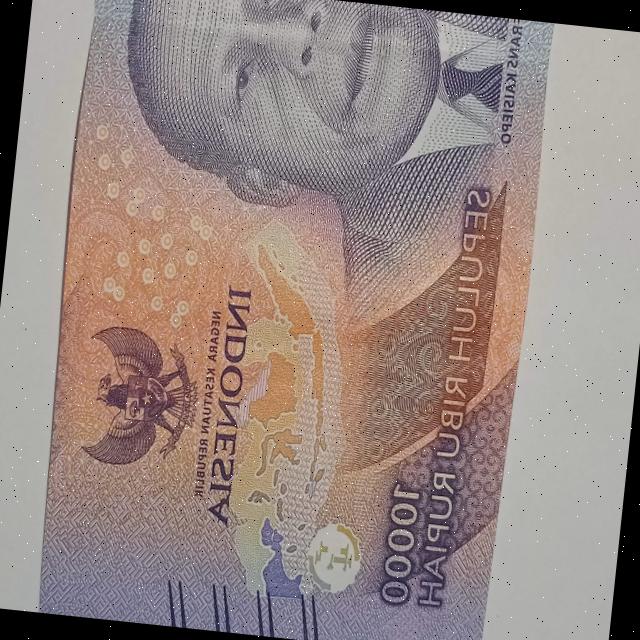 NEGARA KESATUAN REPUBLIK
INDONESIA
FRANS KAISIEPO
SEPULUH RIBU RUPIAH
10000